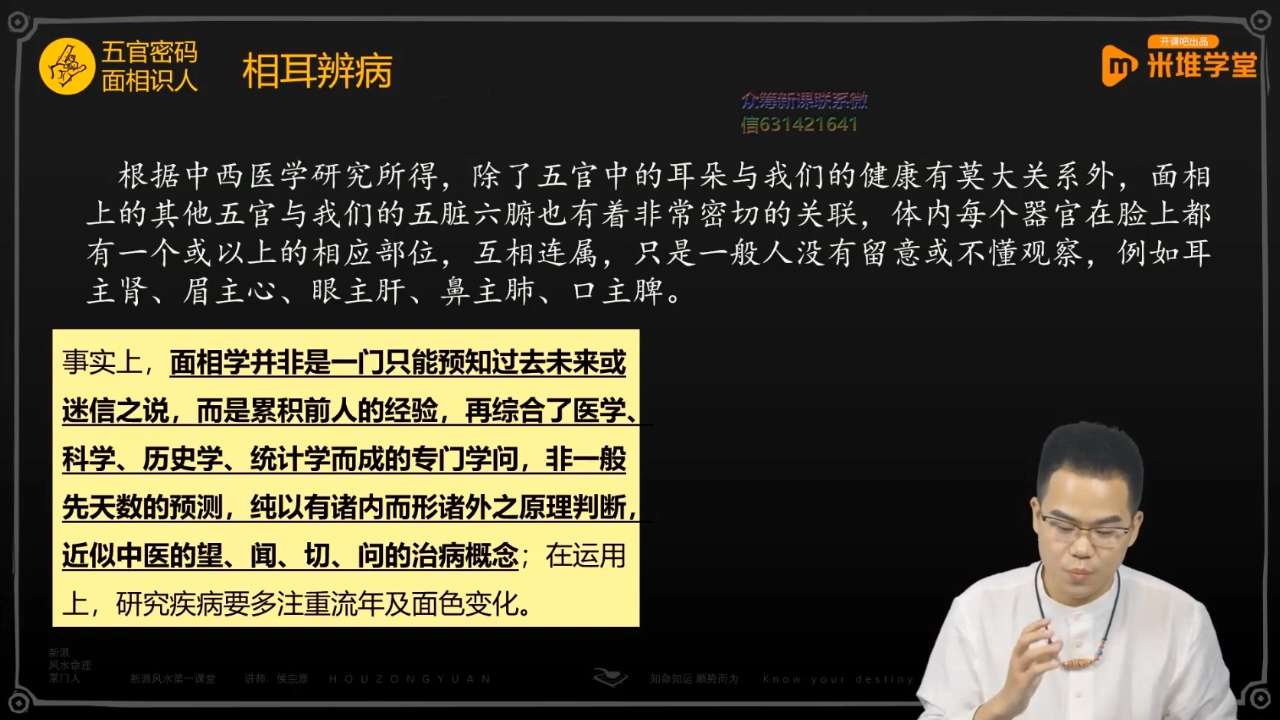 五官密码
面相识人
相耳辨病
开课吧出品
米堆学堂
众筹新课联系微
信631421641
根据中西医学研究所得，除了五官中的耳朵与我们的健康有莫大关系外，面相
上的其他五官与我们的五脏六腑也有着非常密切的关联，体内每个器官在脸上都
有一个或以上的相应部位，互相连属，只是一般人没有留意或不懂观察，例如耳
主肾、眉主心、眼主肝、鼻主肺、口主脾。
事实上，面相学并非是一门只能预知过去未来或
迷信之说，而是累积前人的经验，再综合了医学、
科学、历史学、统计学而成的专门学问，非一般
先天数的预测，纯以有诸内而形诸外之原理判断，
近似中医的望、闻、切、问的治病概念；在运用
上，研究疾病要多注重流年及面色变化。
新派
风水命理
掌门人
新派风水第一课堂 讲师：侯宗原 HOUZONGYUAN 知命知运 顺势而为 Know your destiny